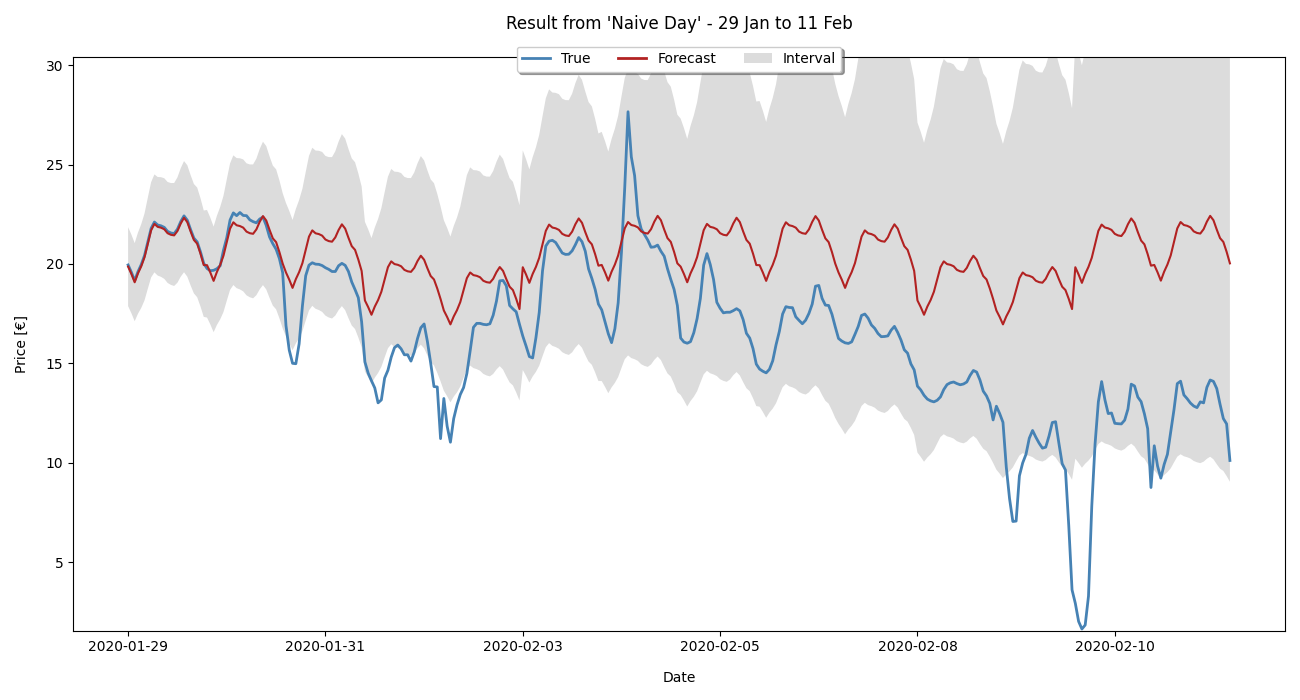 Result from 'Naive Day' - 29 Jan to 11 Feb
True Forecast Interval
30
25
20
15
10
5
Price [€]
2020-01-29 2020-01-31 2020-02-03 2020-02-05 2020-02-08 2020-02-10
Date